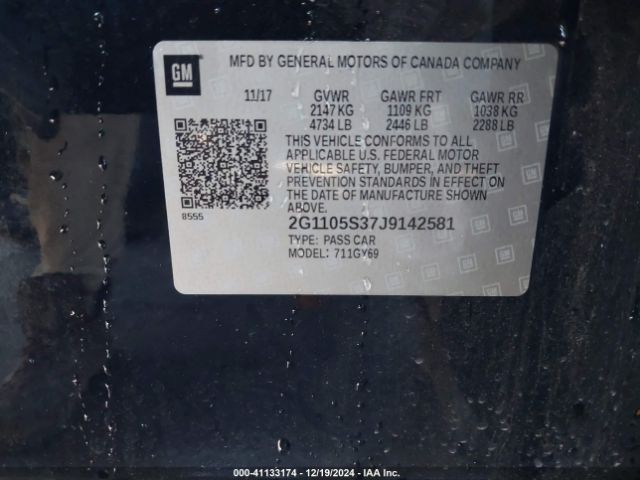 GM
MFD BY GENERAL MOTORS OF CANADA COMPANY
11/17 GVWR GAWR FRT GAWR RR
2147 KG 1109 KG 1038 KG
4734 LB 2446 LB 2288 LB
THIS VEHICLE CONFORMS TO ALL
APPLICABLE U.S. FEDERAL MOTOR
VEHICLE SAFETY, BUMPER, AND THEFT
PREVENTION STANDARDS IN EFFECT ON
THE DATE OF MANUFACTURE SHOWN
ABOVE.
8555
2G1105S37J9142581
TYPE: PASS CAR
MODEL: 711GY69
000-41133174 - 12/19/2024 - IAA Inc.